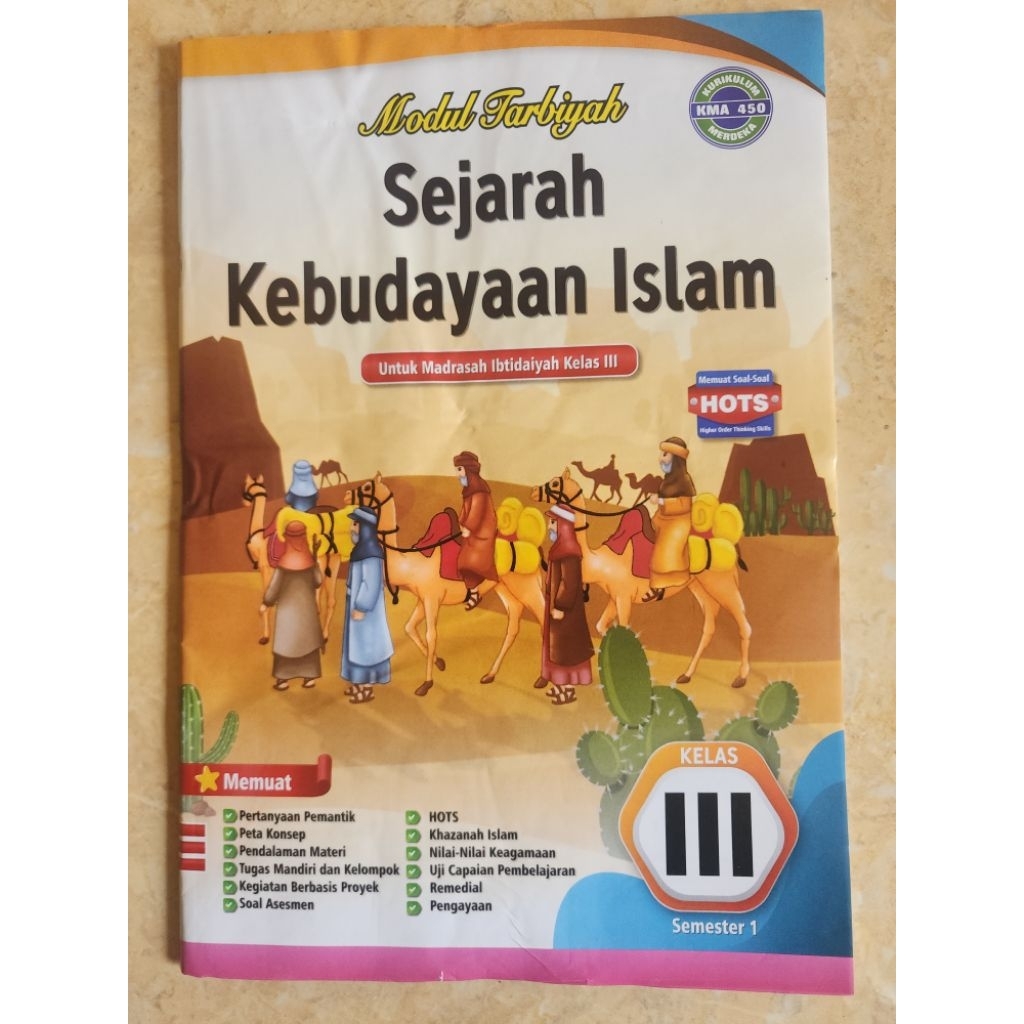 Modul Tarbiyah
KURIKULUM
KMA 450
MERDEKA
Sejarah
Kebudayaan Islam
Untuk Madrasah Ibtidaiyah Kelas III
Memuat Soal-Soal
HOTS
Higher Order Thinking Skills
Memuat
Pertanyaan Pemantik
Peta Konsep
Pendalaman Materi
Tugas Mandiri dan Kelompok
Kegiatan Berbasis Proyek
Soal Asesmen
HOTS
Khazanah Islam
Nilai-Nilai Keagamaan
Uji Capaian Pembelajaran
Remedial
Pengayaan
KELAS
III
Semester 1